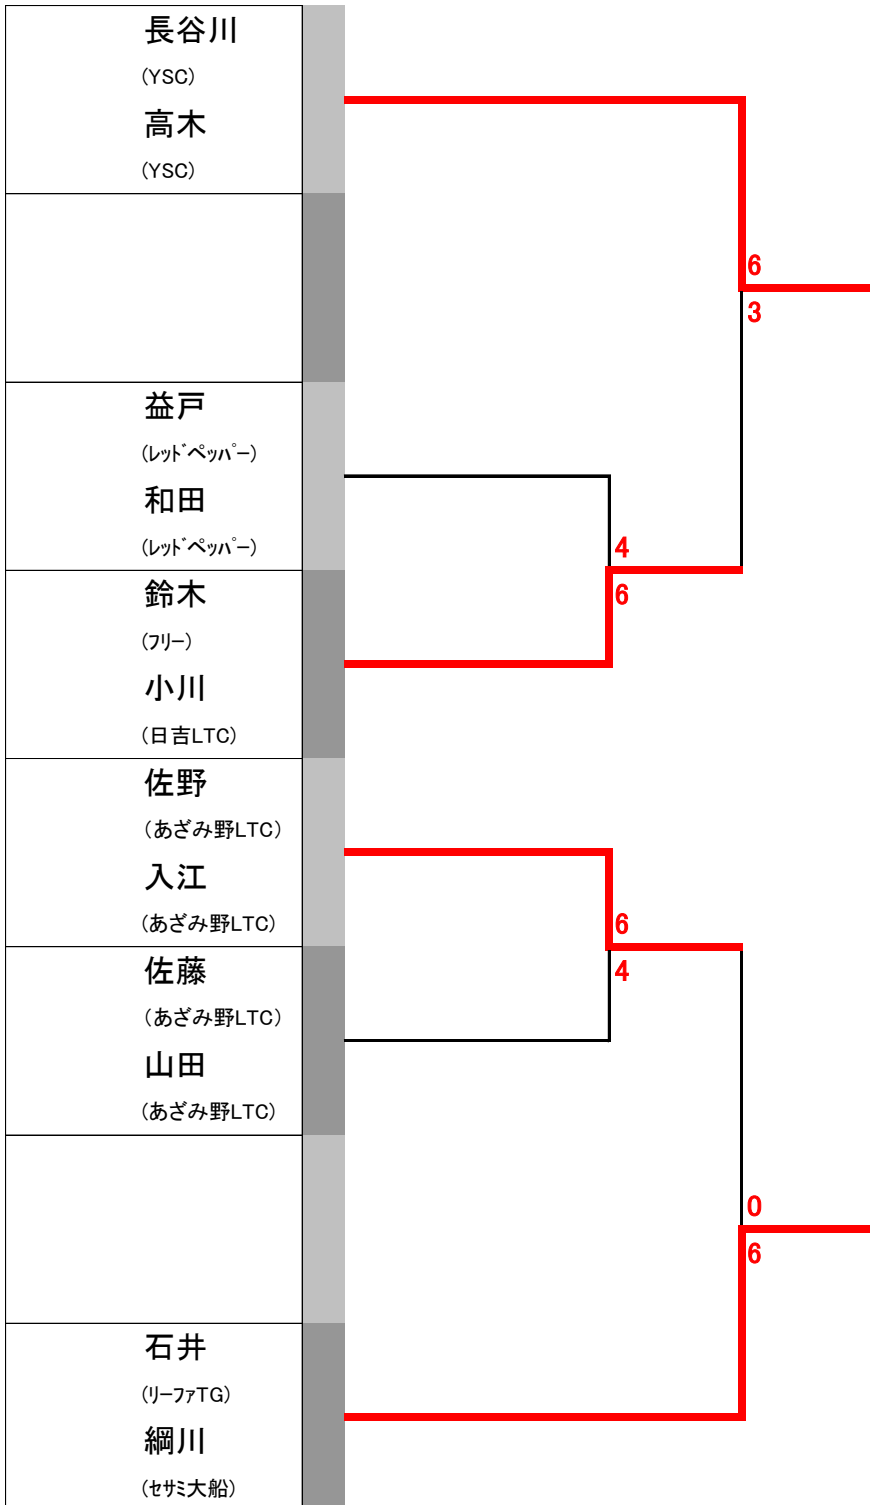 長谷川
(YSC)
高木
(YSC)
6
3
益戸
(ﾚｯﾄﾞペッパー)
和田
(ﾚｯﾄﾞペッパー)
4
6
鈴木
(ﾌﾘｰ)
小川
(日吉LTC)
佐野
(あざみ野LTC)
入江
(あざみ野LTC)
6
4
佐藤
(あざみ野LTC)
山田
(あざみ野LTC)
0
6
石井
(ﾘｰﾌｧTG)
綱川
(ｾｻﾐ大船)